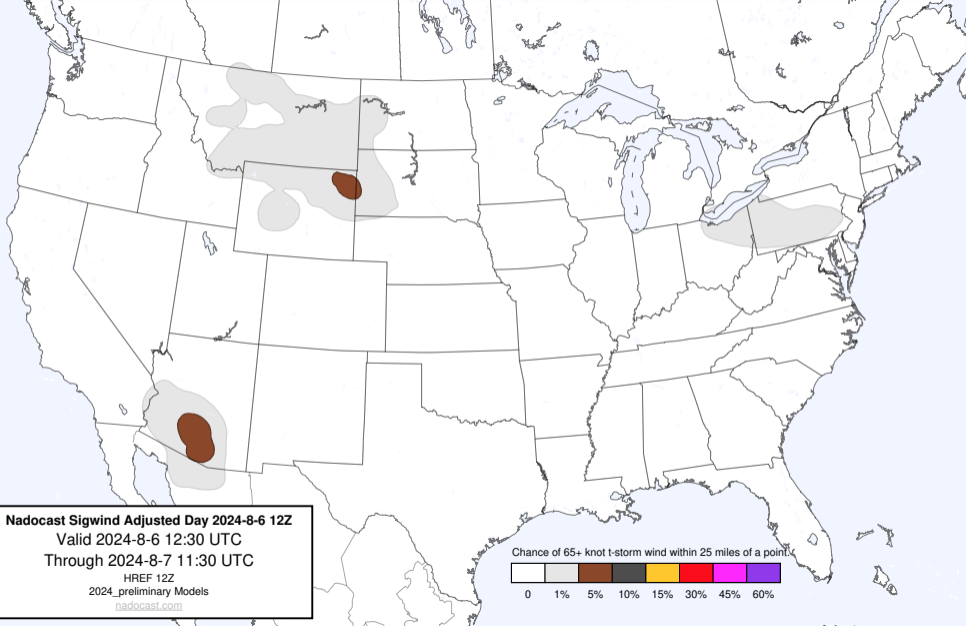 Nadocast Sigwind Adjusted Day 2024-8-6 12Z
Valid 2024-8-6 12:30 UTC
Through 2024-8-7 11:30 UTC
HREF 12Z
2024_preliminary Models
nadocast.com
Chance of 65+ knot t-storm wind within 25 miles of a point.
0 1% 5% 10% 15% 30% 45% 60%